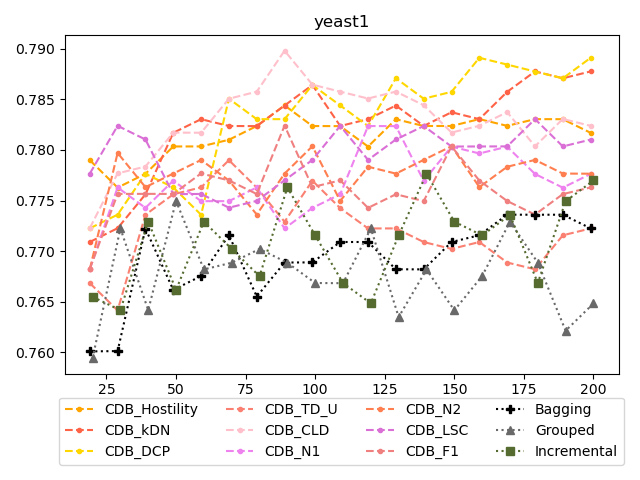 yeast1
0.790
0.785
0.780
0.775
0.770
0.765
0.760
25 50 75 100 125 150 175 200
CDB_Hostility CDB_TD_U CDB_N2 Bagging
CDB_kDN CDB_CLD CDB_LSC Grouped
CDB_DCP CDB_N1 CDB_F1 Incremental